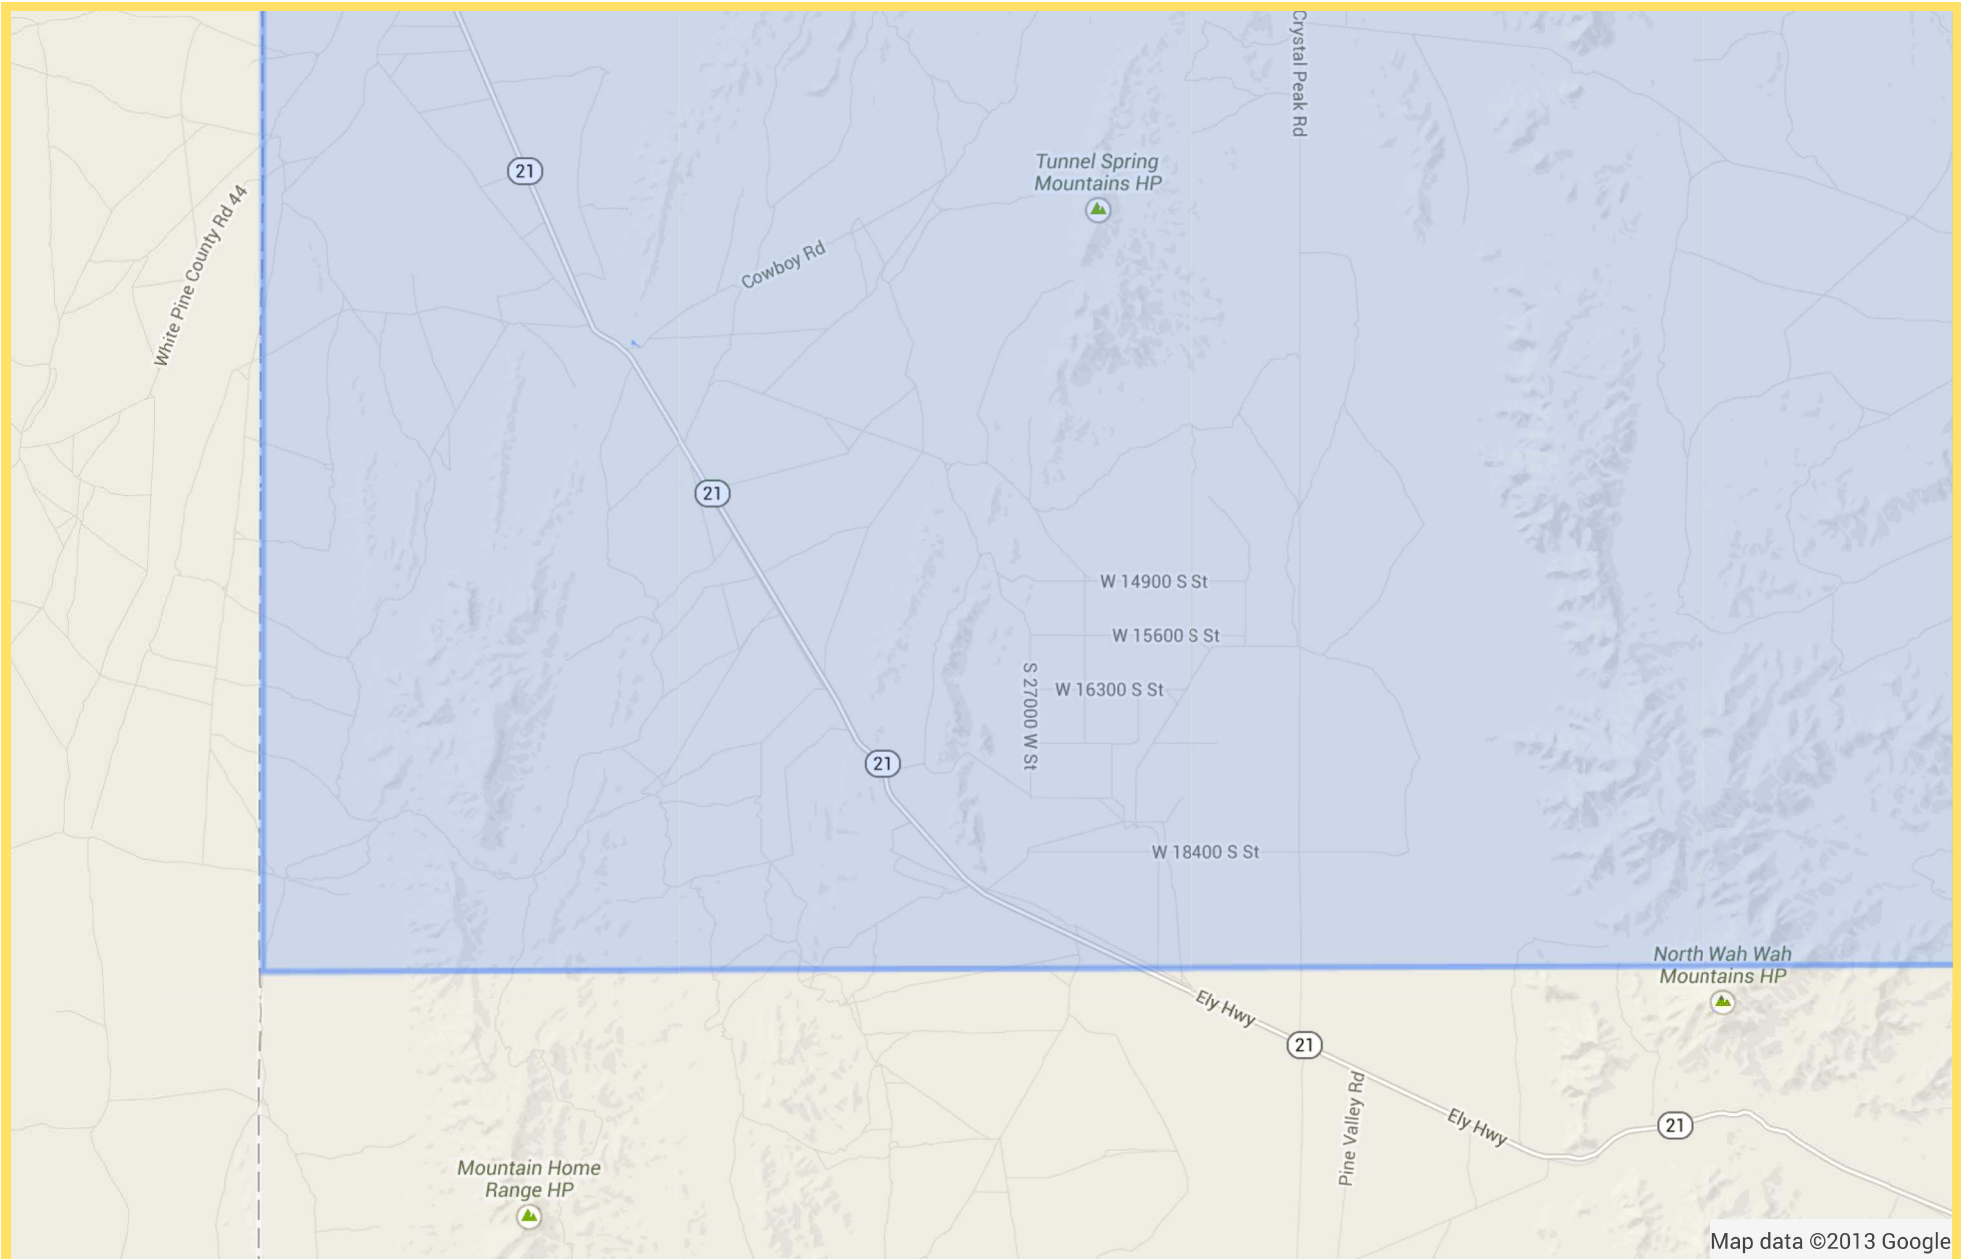 Crystal Peak Rd
21
Tunnel Spring
Mountains HP
White Pine County Rd 44
Cowboy Rd
21
W 14900 S St
W 15600 S St
S 27000 W St
W 16300 S St
21
W 18400 S St
North Wah Wah
Mountains HP
Ely Hwy
21
Pine Valley Rd
Ely Hwy
21
Mountain Home
Range HP
Map data ©2013 Google